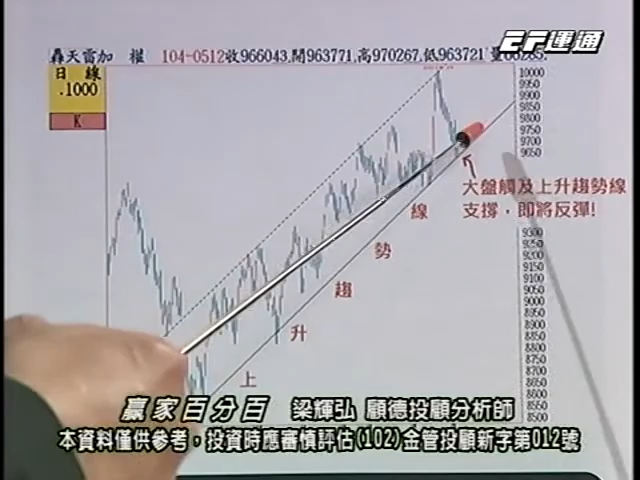 EF運通
轟天雷加 權 104-0512收966043,開963771,高970267,低963721
日 線
.1000
K
10000
9950
9900
9850
9800
9750
9700
9650
大盤觸及上升趨勢線
支撐，即將反彈!
線
勢
趨
升
上
9300
9250
9200
9150
9100
9050
9000
8950
8900
8850
8800
8750
8700
8650
8600
8550
8500
贏家百分百 梁輝弘 顧德投顧分析師
本資料僅供參考，投資時應審慎評估(102)金管投顧新字第012號